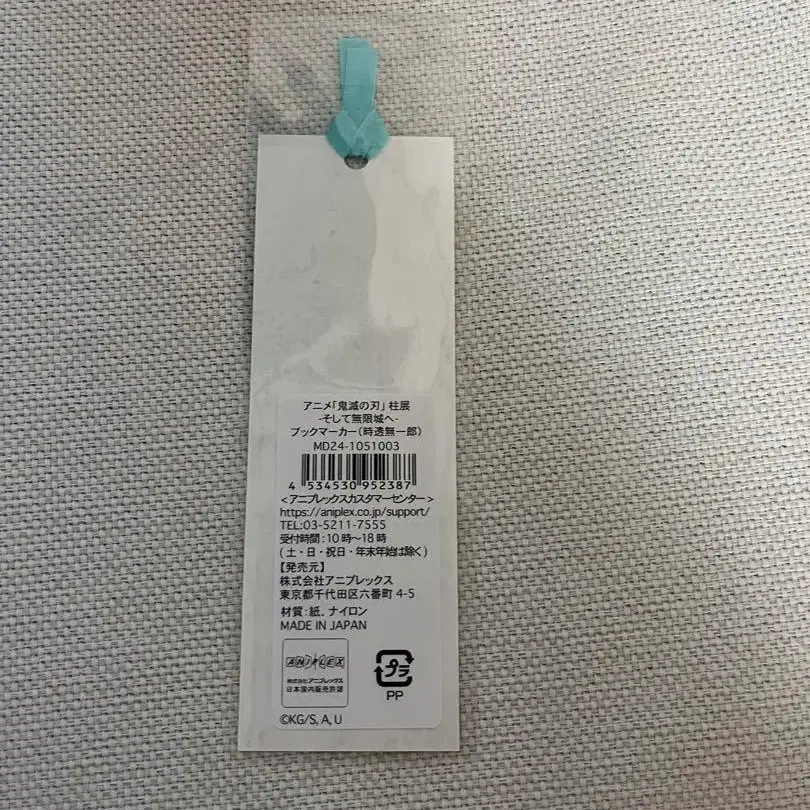 アニメ「鬼滅の刃」柱展
-そして無限城へ-
ブックマーカー(時透無一郎)
MD24-1051003
4 534530 952387
<アニプレックスカスタマーセンター>
https://aniplex.co.jp/support/
TEL:03-5211-7555
受付時間:10時~18時
(土・日・祝日・年末年始は除く)
【発売元】
株式会社アニプレックス
東京都千代田区六番町 4-5
材質:紙、ナイロン
MADE IN JAPAN
ANIPLEX
株式会社アニプレックス
日本国内販売許諾
プラ
PP
©KG/S, A, U